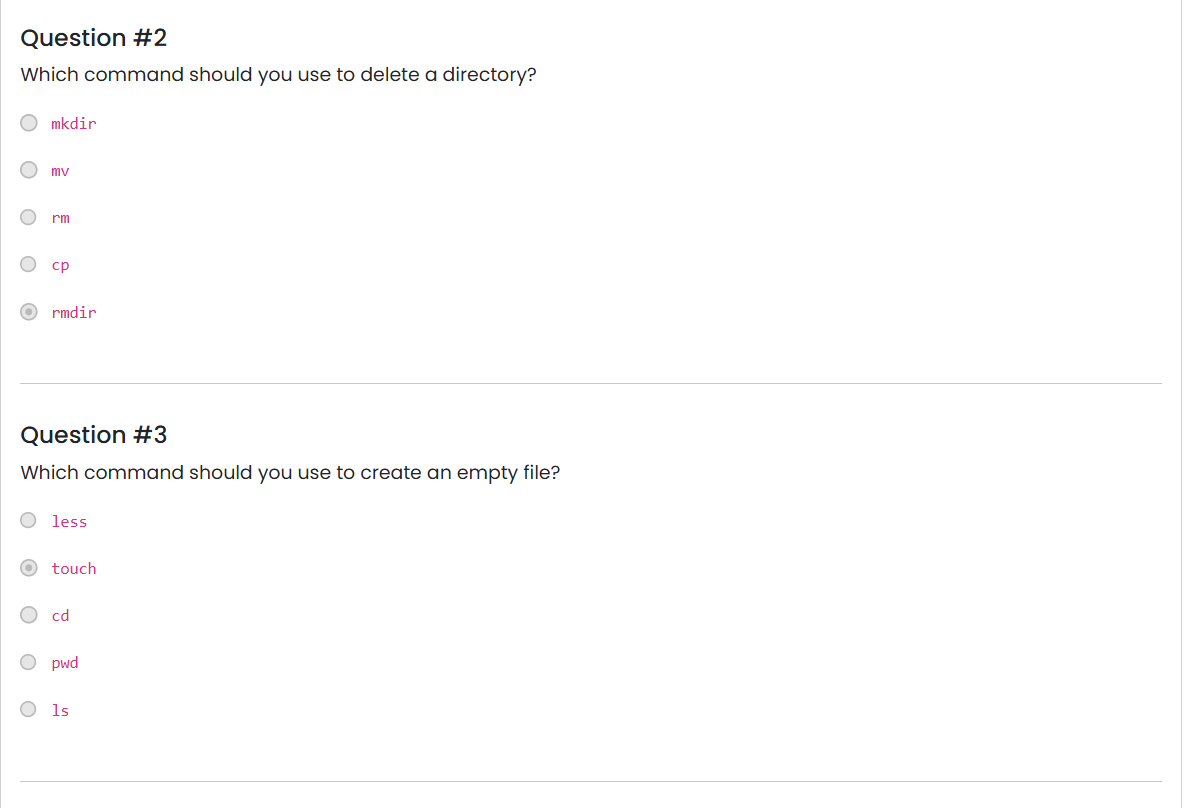 Question #2
Which command should you use to delete a directory?
mkdir
mv
rm
cp
rmdir
Question #3
Which command should you use to create an empty file?
less
touch
cd
pwd
ls